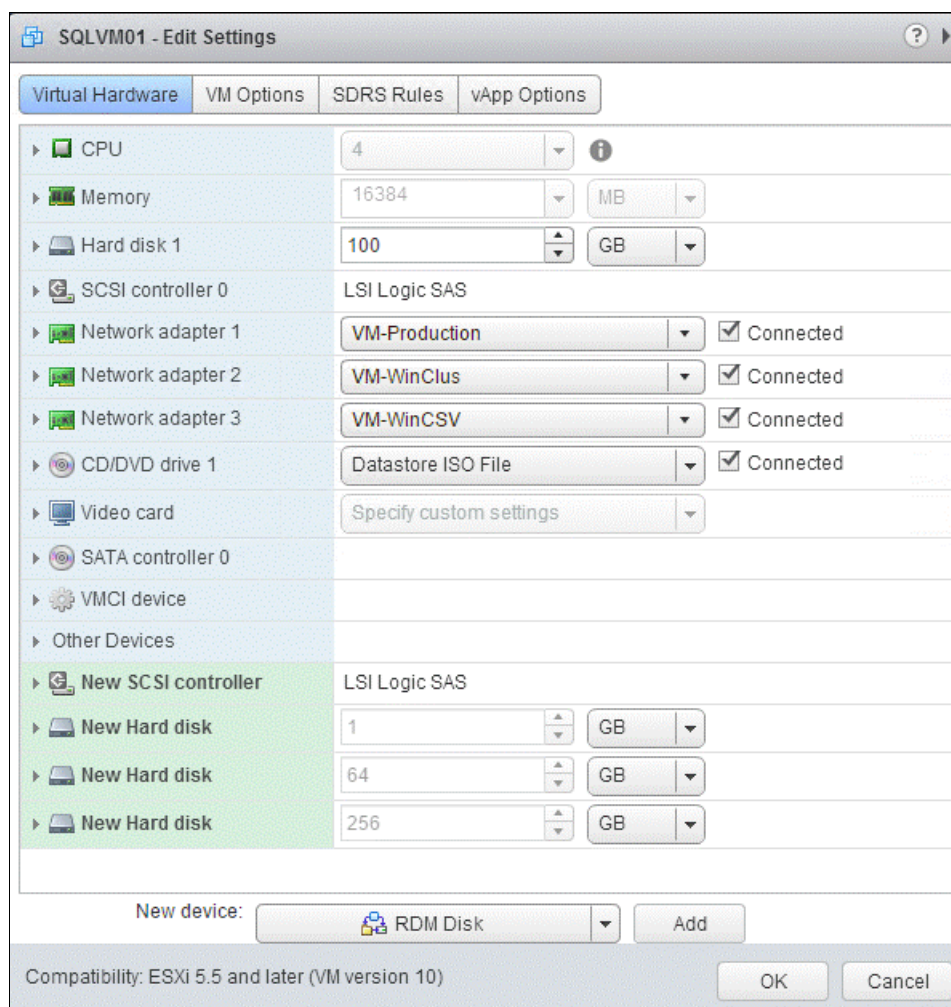 SQLVM01 - Edit Settings ?
Virtual Hardware VM Options SDRS Rules vApp Options
CPU 4
Memory 16384 MB
Hard disk 1 100 GB
SCSI controller 0 LSI Logic SAS
Network adapter 1 VM-Production Connected
Network adapter 2 VM-WinClus Connected
Network adapter 3 VM-WinCSV Connected
CD/DVD drive 1 Datastore ISO File Connected
Video card Specify custom settings
SATA controller 0
VMCI device
Other Devices
New SCSI controller LSI Logic SAS
New Hard disk 1 GB
New Hard disk 64 GB
New Hard disk 256 GB
New device: RDM Disk Add
Compatibility: ESXi 5.5 and later (VM version 10) OK Cancel